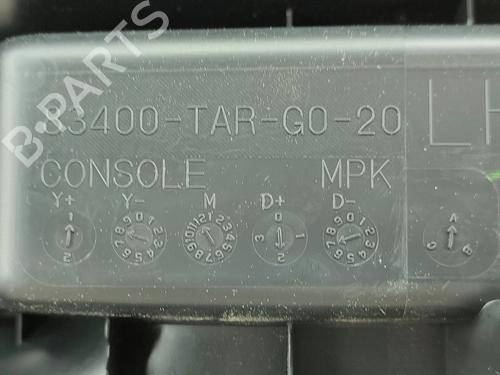 B-PARTS
83400-TAR-G0-20
CONSOLE MPK
Y+ Y- M D+ D-